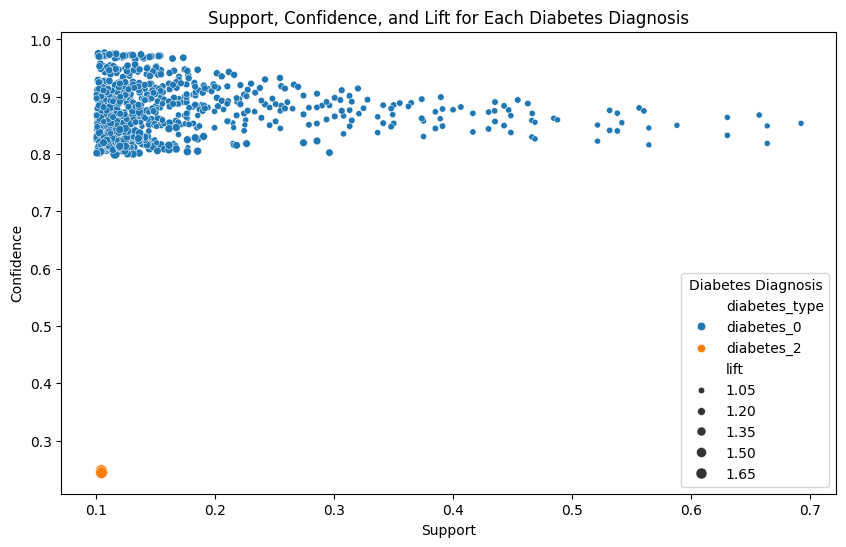 Support, Confidence, and Lift for Each Diabetes Diagnosis
1.0
0.9
0.8
0.7
0.6
0.5
0.4
0.3
Confidence
Diabetes Diagnosis
diabetes_type
diabetes_0
diabetes_2
lift
1.05
1.20
1.35
1.50
1.65
0.1 0.2 0.3 0.4 0.5 0.6 0.7
Support